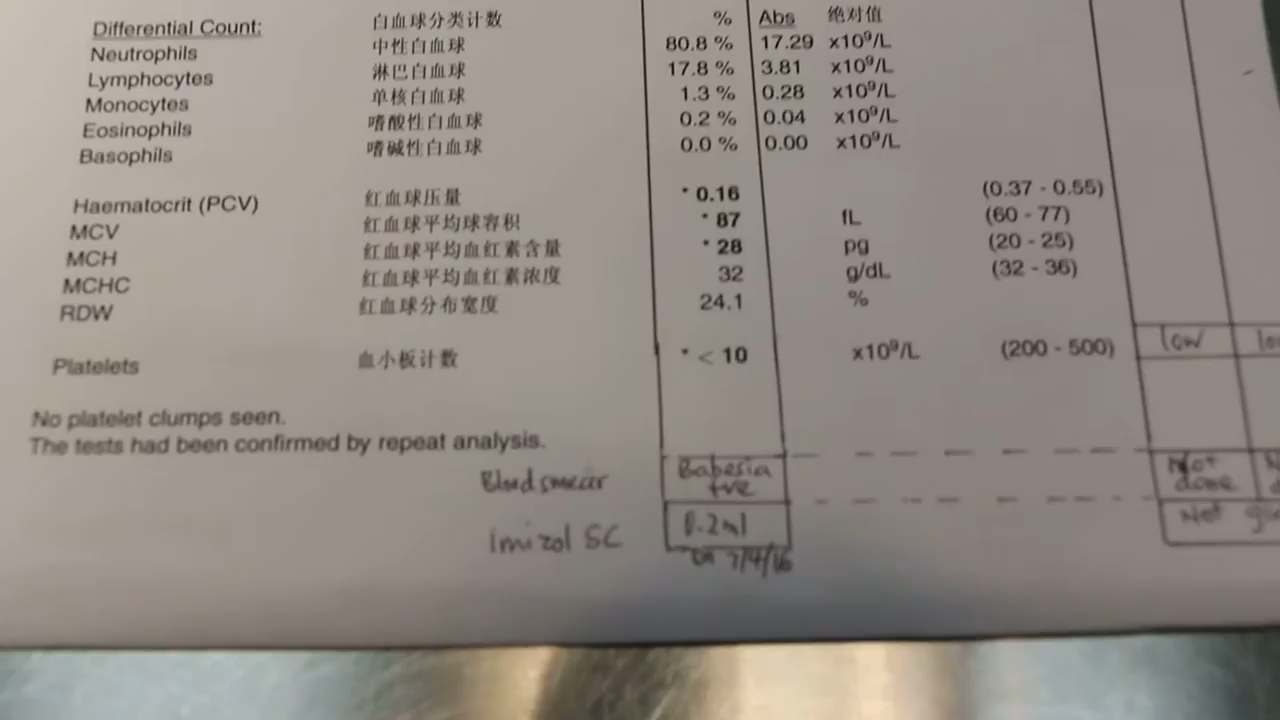 Differential Count: 白血球分类计数 % Abs 绝对值
Neutrophils 中性白血球 80.8 % 17.29 x10⁹/L
Lymphocytes 淋巴白血球 17.8 % 3.81 x10⁹/L
Monocytes 单核白血球 1.3 % 0.28 x10⁹/L
Eosinophils 嗜酸性白血球 0.2 % 0.04 x10⁹/L
Basophils 嗜碱性白血球 0.0 % 0.00 x10⁹/L
Haematocrit (PCV) 红血球压量 * 0.16 (0.37 - 0.55)
MCV 红血球平均球容积 * 87 fL (60 - 77)
MCH 红血球平均血红素含量 * 28 pg (20 - 25)
MCHC 红血球平均血红素浓度 32 g/dL (32 - 36)
RDW 红血球分布宽度 24.1 %
Platelets 血小板计数 * < 10 x10⁹/L (200 - 500) low
No platelet clumps seen.
The tests had been confirmed by repeat analysis.
Blood smear Babesia +ve Not done
Imizol SC 0.2ml Not
on 7/4/16